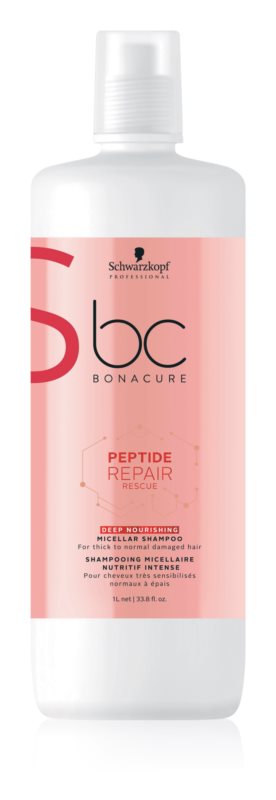 Schwarzkopf
PROFESSIONAL
S
bc
BONACURE
PEPTIDE
REPAIR
RESCUE
DEEP NOURISHING
MICELLAR SHAMPOO
For thick to normal damaged hair
SHAMPOOING MICELLAIRE
NUTRITIF INTENSE
Pour cheveux très sensibilisés
normaux à épais
1L net | 33.8 fl. oz.